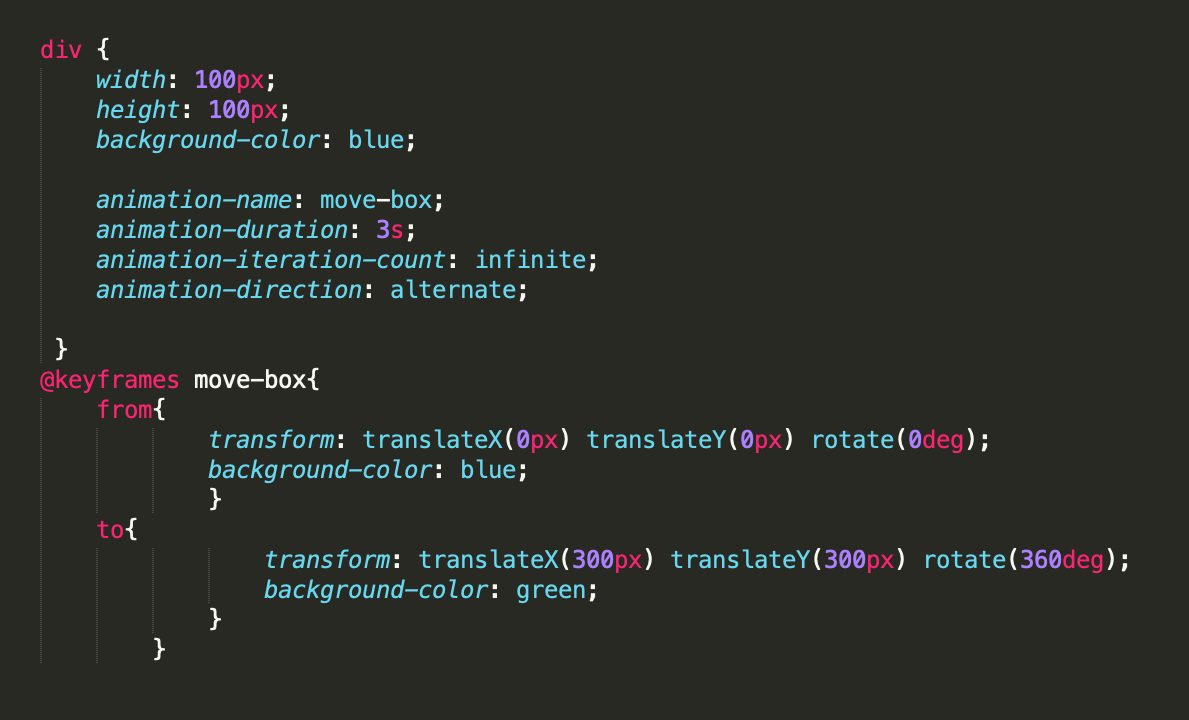 div {
    width: 100px;
    height: 100px;
    background-color: blue;

    animation-name: move-box;
    animation-duration: 3s;
    animation-iteration-count: infinite;
    animation-direction: alternate;

 }
@keyframes move-box{
    from{
            transform: translateX(0px) translateY(0px) rotate(0deg);
            background-color: blue;
            }
    to{
                transform: translateX(300px) translateY(300px) rotate(360deg);
                background-color: green;
            }
        }